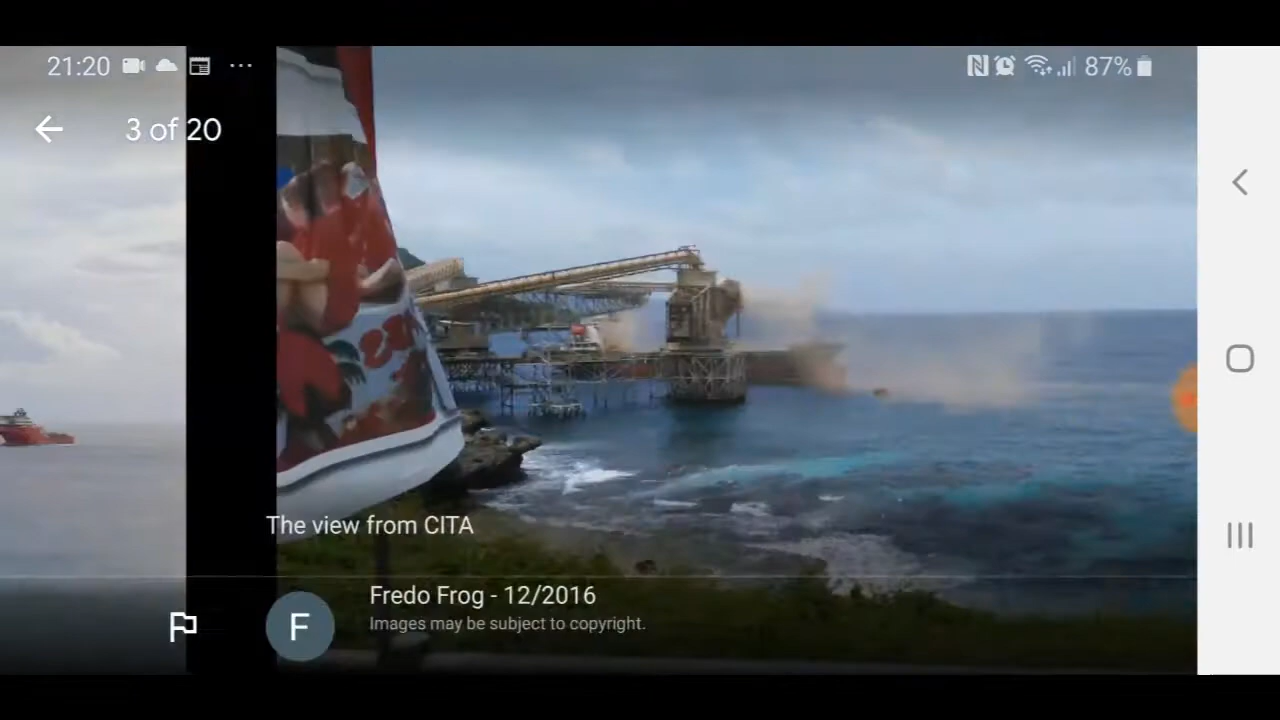 21:20
87%
3 of 20
The view from CITA
F
Fredo Frog - 12/2016
Images may be subject to copyright.